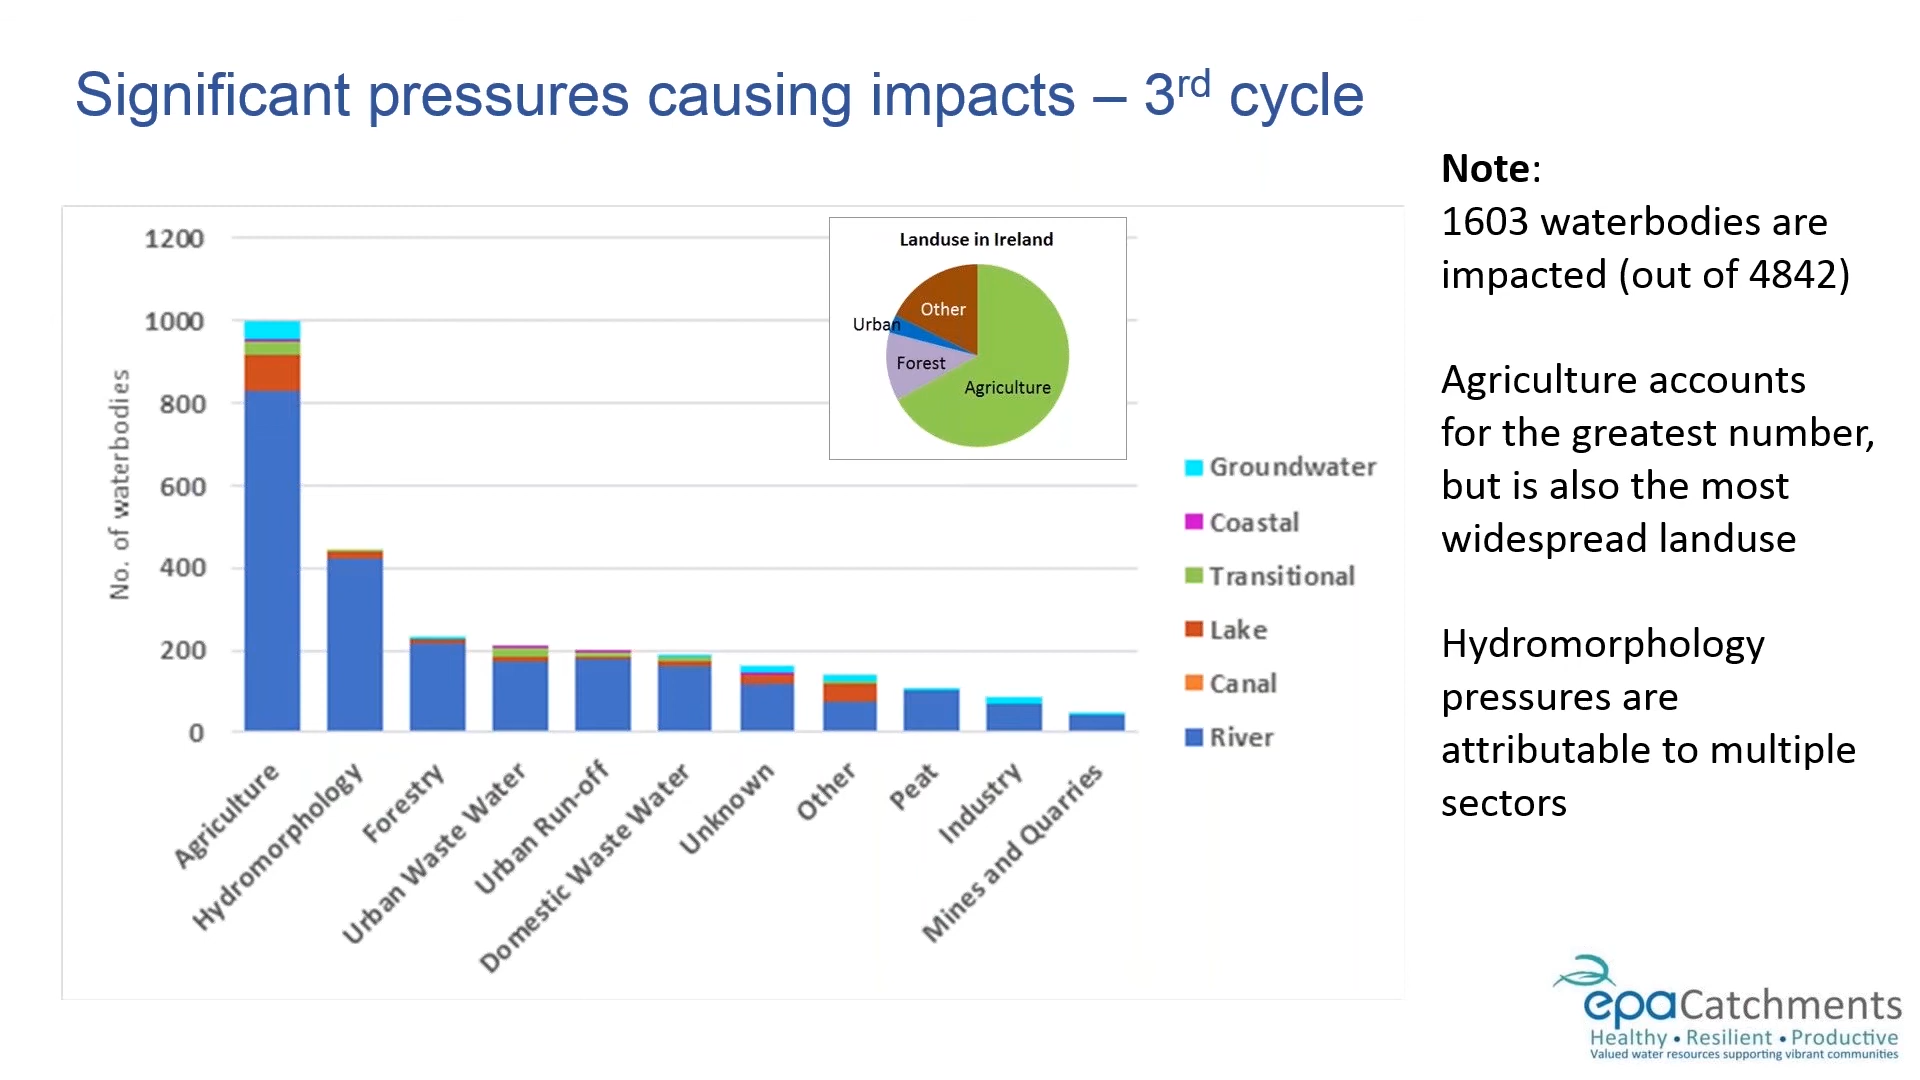 Significant pressures causing impacts – 3rd cycle
Note:
1603 waterbodies are
impacted (out of 4842)
Agriculture accounts
for the greatest number,
but is also the most
widespread landuse
Hydromorphology
pressures are
attributable to multiple
sectors
No. of waterbodies
1200
1000
800
600
400
200
0
Landuse in Ireland
Other
Urban
Forest
Agriculture
Groundwater
Coastal
Transitional
Lake
Canal
River
Agriculture
Hydromorphology
Forestry
Urban Waste Water
Urban Run-off
Domestic Waste Water
Unknown
Other
Peat
Industry
Mines and Quarries
epaCatchments
Healthy • Resilient • Productive
Valued water resources supporting vibrant communities